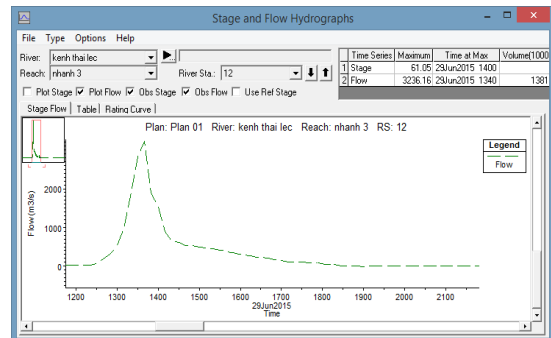 Stage and Flow Hydrographs
File Type Options Help
River: kenh thai lec
Reach: nhanh 3 River Sta.: 12
Plot Stage Plot Flow Obs Stage Obs Flow Use Ref Stage
Time Series Maximum Time at Max Volume(1000
1 Stage 61.05 29Jun2015 1400
2 Flow 3236.16 29Jun2015 1340 1381
Stage Flow Table Rating Curve
Plan: Plan 01 River: kenh thai lec Reach: nhanh 3 RS: 12
Legend
Flow
Flow (m3/s)
2000
1000
0
1200 1300 1400 1500 1600 1700 1800 1900 2000 2100
29Jun2015
Time